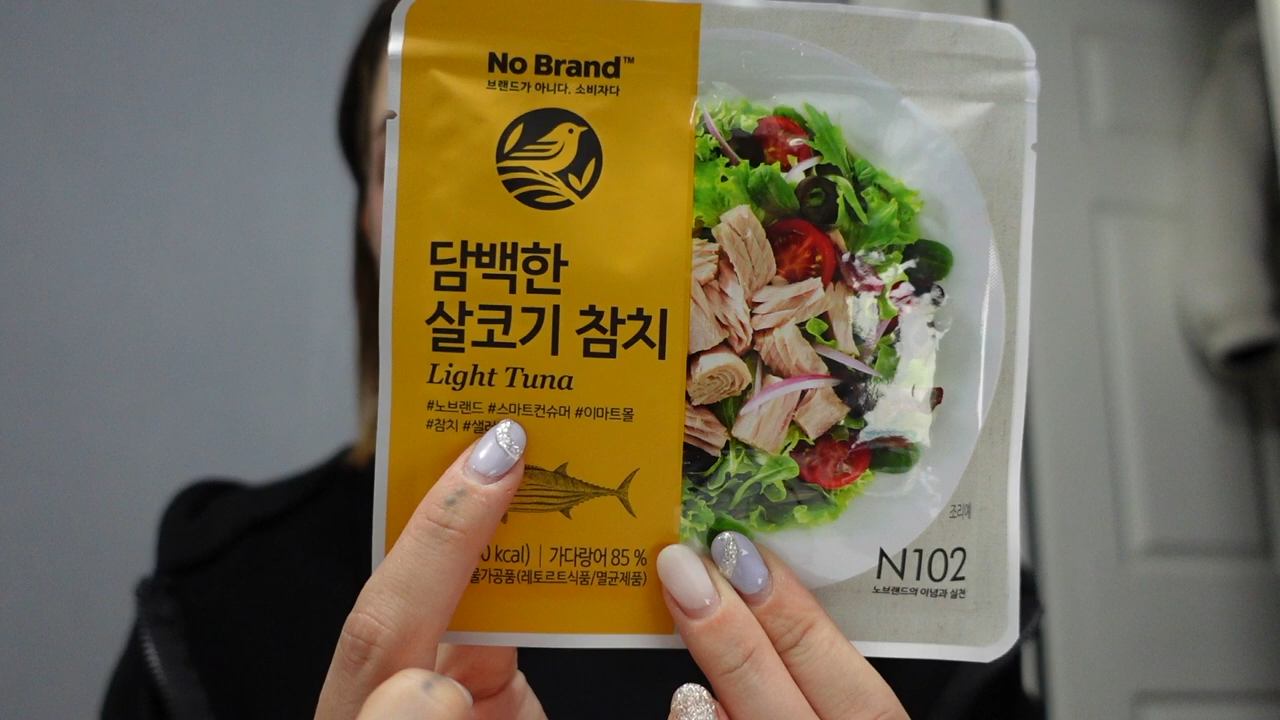 No Brand™
브랜드가 아니다. 소비자다
담백한
살코기 참치
Light Tuna
#노브랜드 #스마트컨슈머 #이마트몰
#참치
kcal) | 가다랑어 85 %
(레토르트식품/멸균제품)
조리예
N102
노브랜드의 이념과 실천